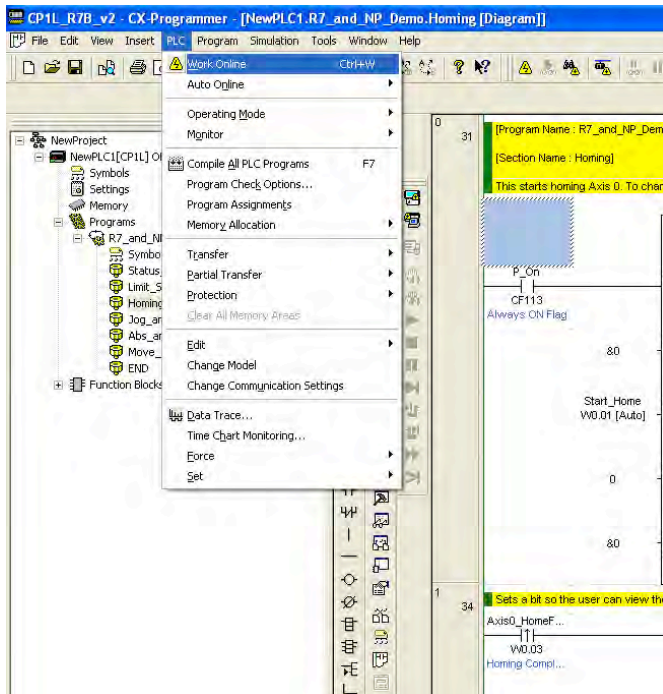 CP1L_R7B_v2 - CX-Programmer - [NewPLC1.R7_and_NP_Demo.Homing [Diagram]]
File Edit View Insert PLC Program Simulation Tools Window Help
Work Online Ctrl+W
Auto Online
Operating Mode
Monitor
Compile All PLC Programs F7
Program Check Options...
Program Assignments
Memory Allocation
Transfer
Partial Transfer
Protection
Clear All Memory Areas
Edit
Change Model
Change Communication Settings
Data Trace...
Time Chart Monitoring...
Force
Set
NewProject
NewPLC1[CP1L] Of
Symbols
Settings
Memory
Programs
R7_and_N
Symbo
Status_
Limit_S
Homing
Jog_ar
Abs_ar
Move_
END
Function Blocks
0
31
[Program Name : R7_and_NP_Dem
[Section Name : Homing]
This starts homing Axis 0. To char
P_On
CF113
Always ON Flag
&0
Start_Home
W0.01 [Auto]
0
&0
1
34
Sets a bit so the user can view the
Axis0_HomeF...
W0.03
Homing Compl...